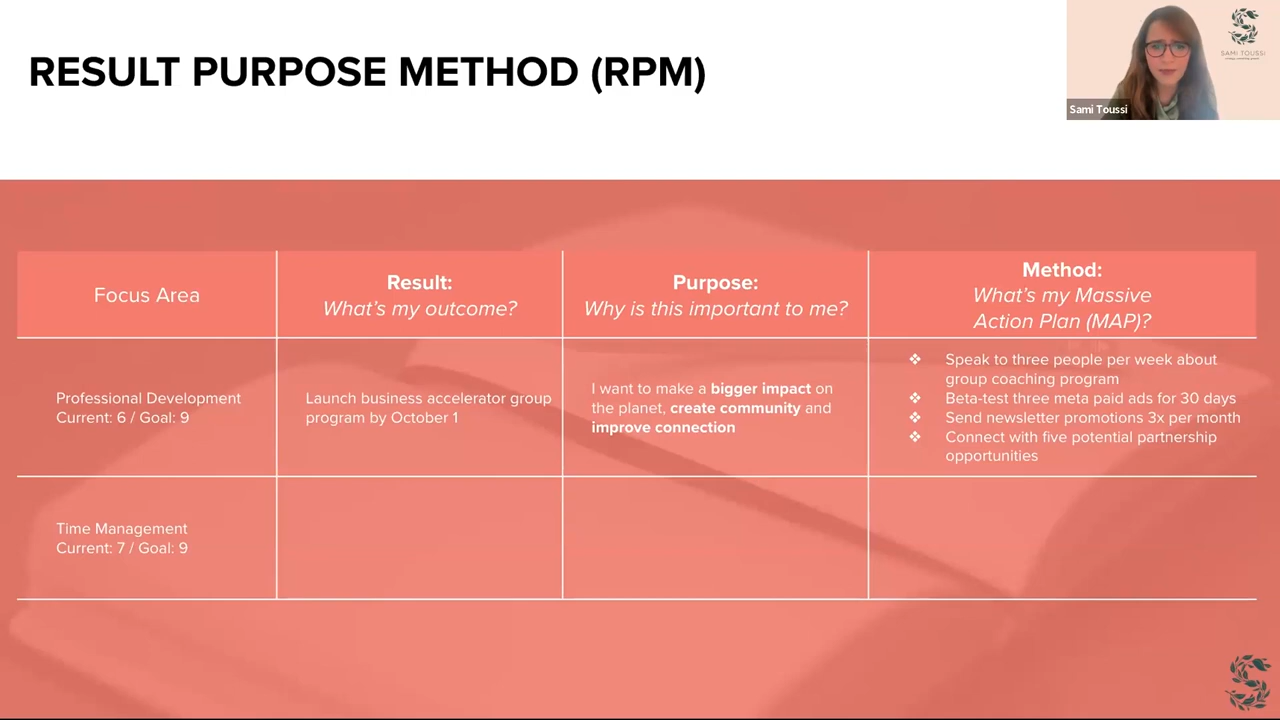 RESULT PURPOSE METHOD (RPM)
SAMI TOUSSI
Sami Toussi
Focus Area
Result:
What's my outcome?
Purpose:
Why is this important to me?
Method:
What's my Massive
Action Plan (MAP)?
Professional Development
Current: 6 / Goal: 9
Launch business accelerator group
program by October 1
I want to make a bigger impact on
the planet, create community and
improve connection
❖ Speak to three people per week about
group coaching program
❖ Beta-test three meta paid ads for 30 days
❖ Send newsletter promotions 3x per month
❖ Connect with five potential partnership
opportunities
Time Management
Current: 7 / Goal: 9